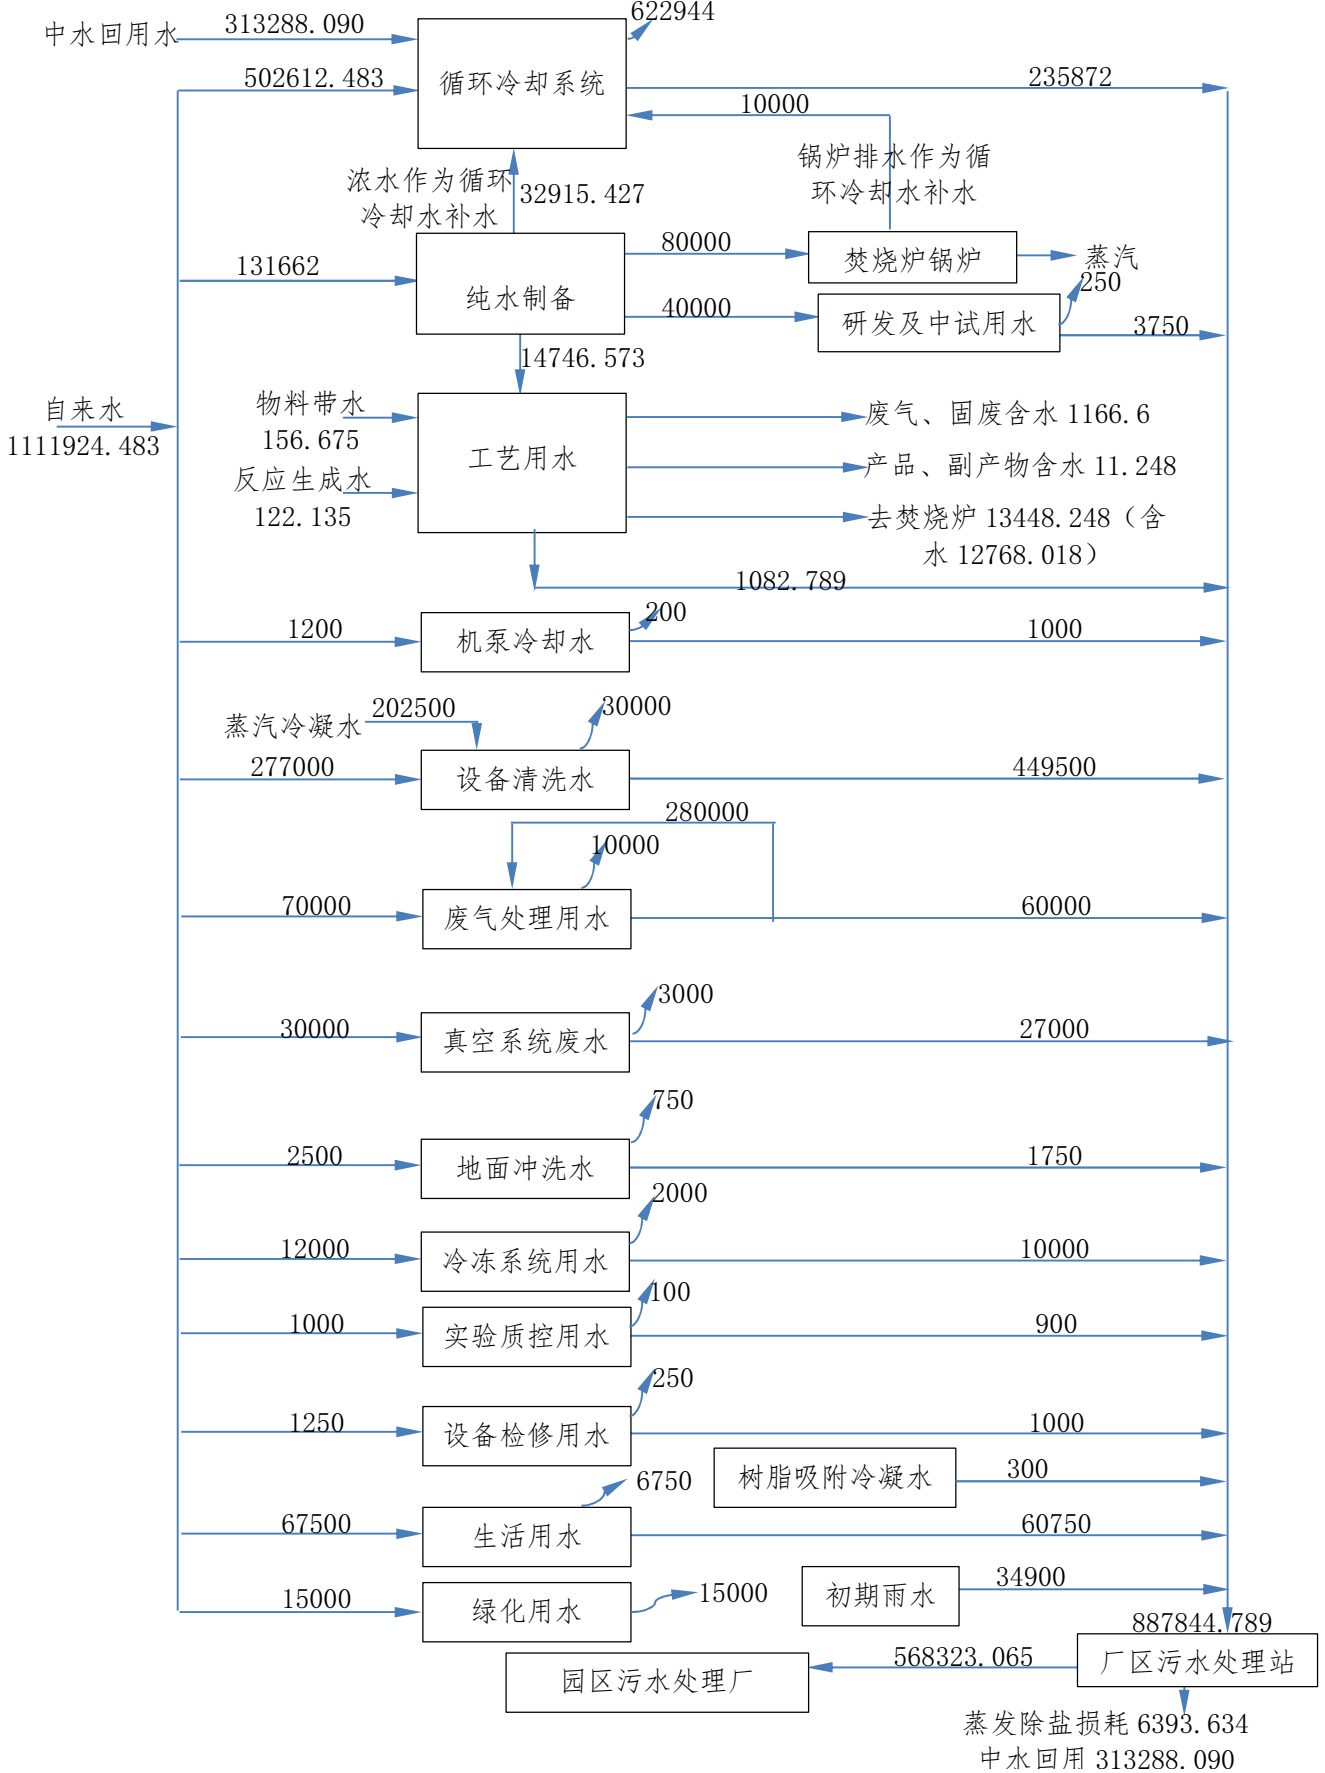 622944
中水回用水
313288.090
502612.483
循环冷却系统
235872
10000
锅炉排水作为循
环冷却水补水
浓水作为循环
冷却水补水
32915.427
80000
131662
焚烧炉锅炉
蒸汽
250
纯水制备
40000
研发及中试用水
3750
14746.573
自来水
1111924.483
物料带水
156.675
反应生成水
122.135
工艺用水
废气、固废含水 1166.6
产品、副产物含水 11.248
去焚烧炉 13448.248（含
水 12768.018）
1082.789
200
1200
机泵冷却水
1000
202500
30000
蒸汽冷凝水
277000
设备清洗水
449500
280000
10000
70000
废气处理用水
60000
3000
30000
真空系统废水
27000
750
2500
地面冲洗水
1750
2000
12000
冷冻系统用水
10000
100
1000
实验质控用水
900
250
1250
设备检修用水
1000
树脂吸附冷凝水
300
6750
67500
生活用水
60750
15000
绿化用水
15000
初期雨水
34900
887844.789
厂区污水处理站
568323.065
园区污水处理厂
蒸发除盐损耗 6393.634
中水回用 313288.090